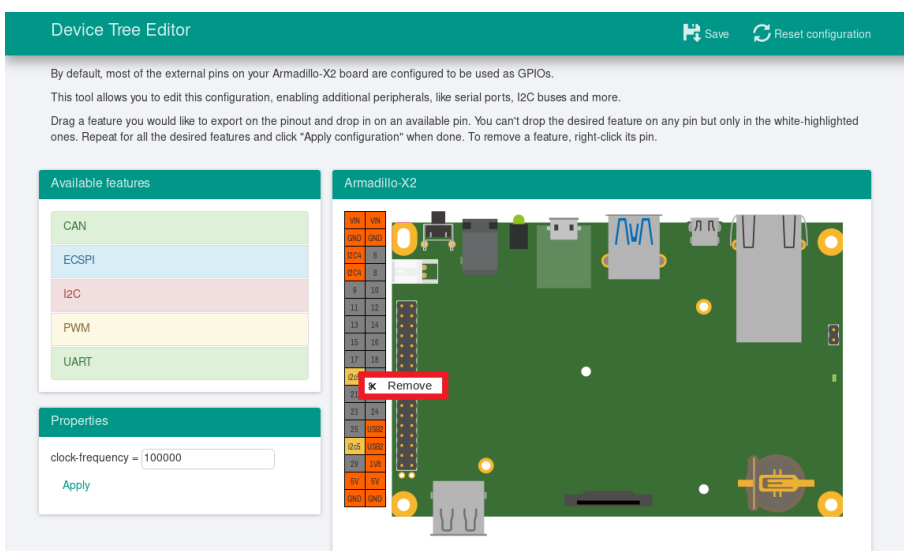 Device Tree Editor
Save
Reset configuration
By default, most of the external pins on your Armadillo-X2 board are configured to be used as GPIOs.
This tool allows you to edit this configuration, enabling additional peripherals, like serial ports, I2C buses and more.
Drag a feature you would like to export on the pinout and drop in on an available pin. You can't drop the desired feature on any pin but only in the white-highlighted
ones. Repeat for all the desired features and click "Apply configuration" when done. To remove a feature, right-click its pin.
Available features
CAN
ECSPI
I2C
PWM
UART
Properties
clock-frequency = 100000
Apply
Armadillo-X2
VIN VIN
GND GND
I2C4 6
I2C4 8
9 10
11 12
13 14
15 16
17 18
Remove
23 24
25 USB2
i2c5 USB2
29 1V8
5V 5V
GND GND